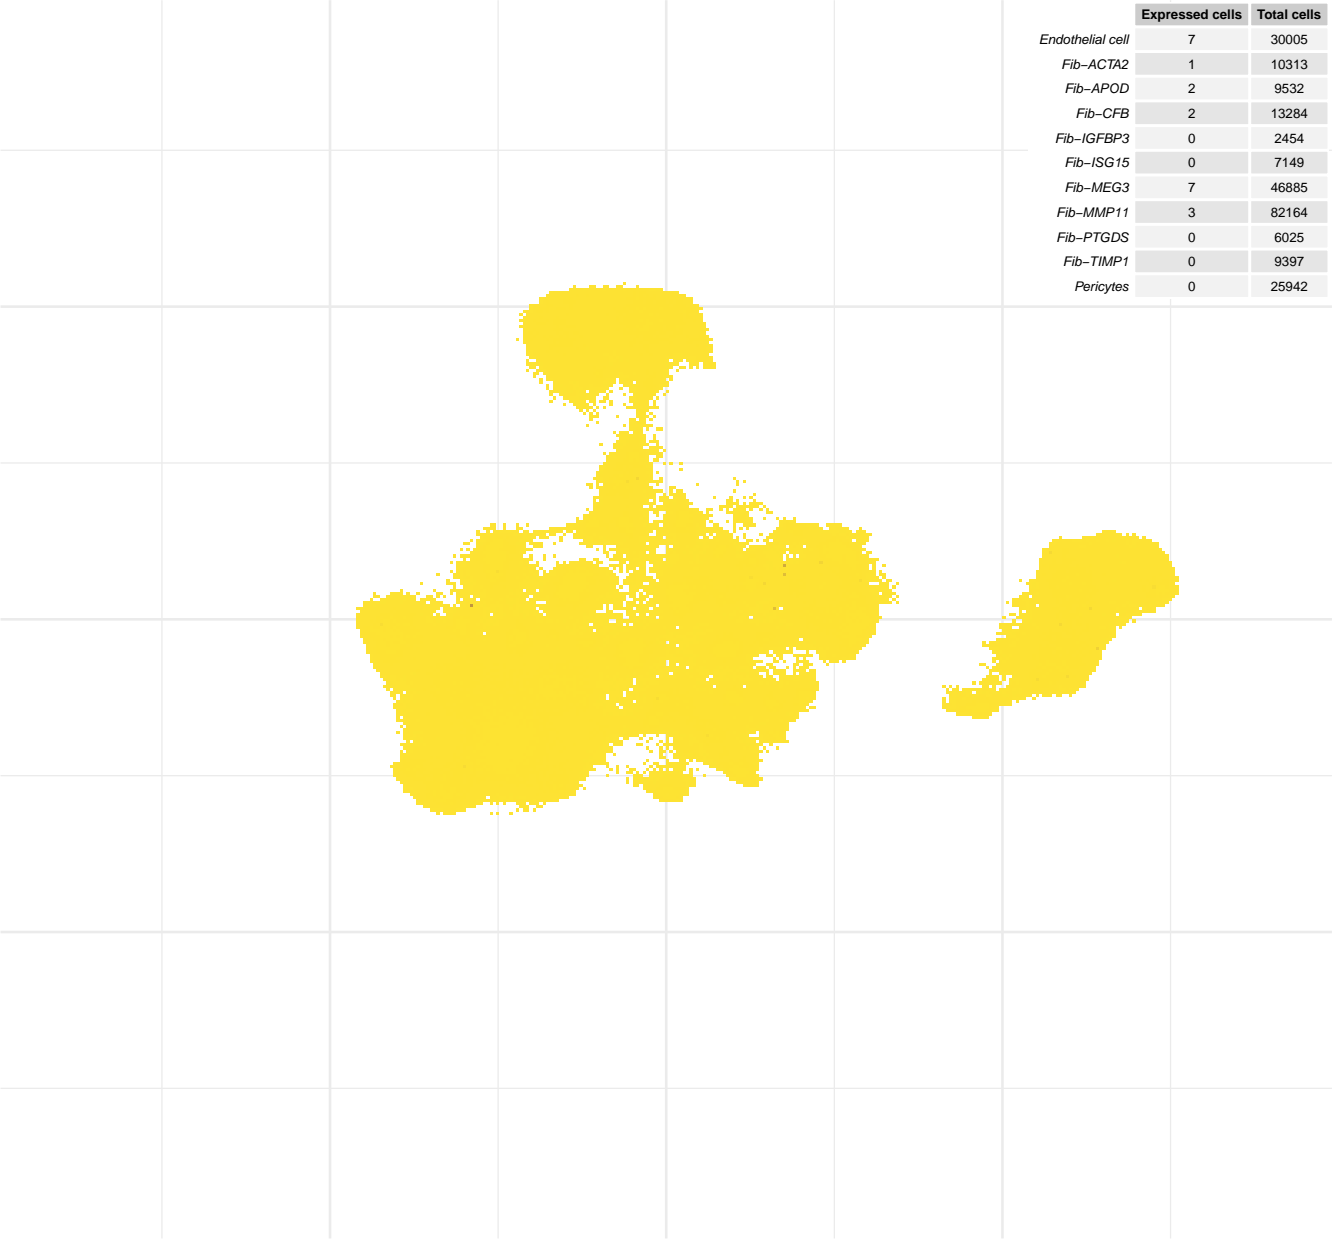 Expressed cells Total cells
Endothelial cell 7 30005
Fib−ACTA2 1 10313
Fib−APOD 2 9532
Fib−CFB 2 13284
Fib−IGFBP3 0 2454
Fib−ISG15 0 7149
Fib−MEG3 7 46885
Fib−MMP11 3 82164
Fib−PTGDS 0 6025
Fib−TIMP1 0 9397
Pericytes 0 25942